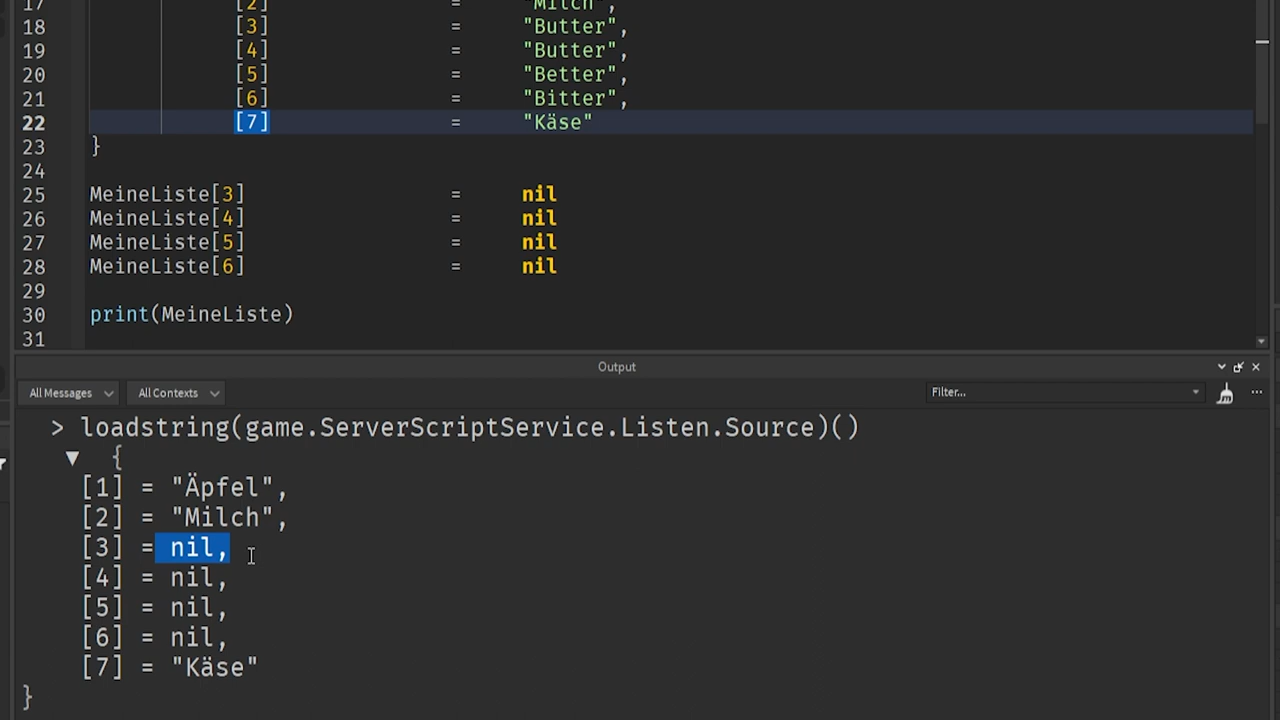 17 [2] = "Milch",
18 [3] = "Butter",
19 [4] = "Butter",
20 [5] = "Better",
21 [6] = "Bitter",
22 [7] = "Käse"
23 }
24
25 MeineListe[3] = nil
26 MeineListe[4] = nil
27 MeineListe[5] = nil
28 MeineListe[6] = nil
29
30 print(MeineListe)
31
Output
All Messages All Contexts Filter...
> loadstring(game.ServerScriptService.Listen.Source)()
▼ {
[1] = "Äpfel",
[2] = "Milch",
[3] = nil,
[4] = nil,
[5] = nil,
[6] = nil,
[7] = "Käse"
}